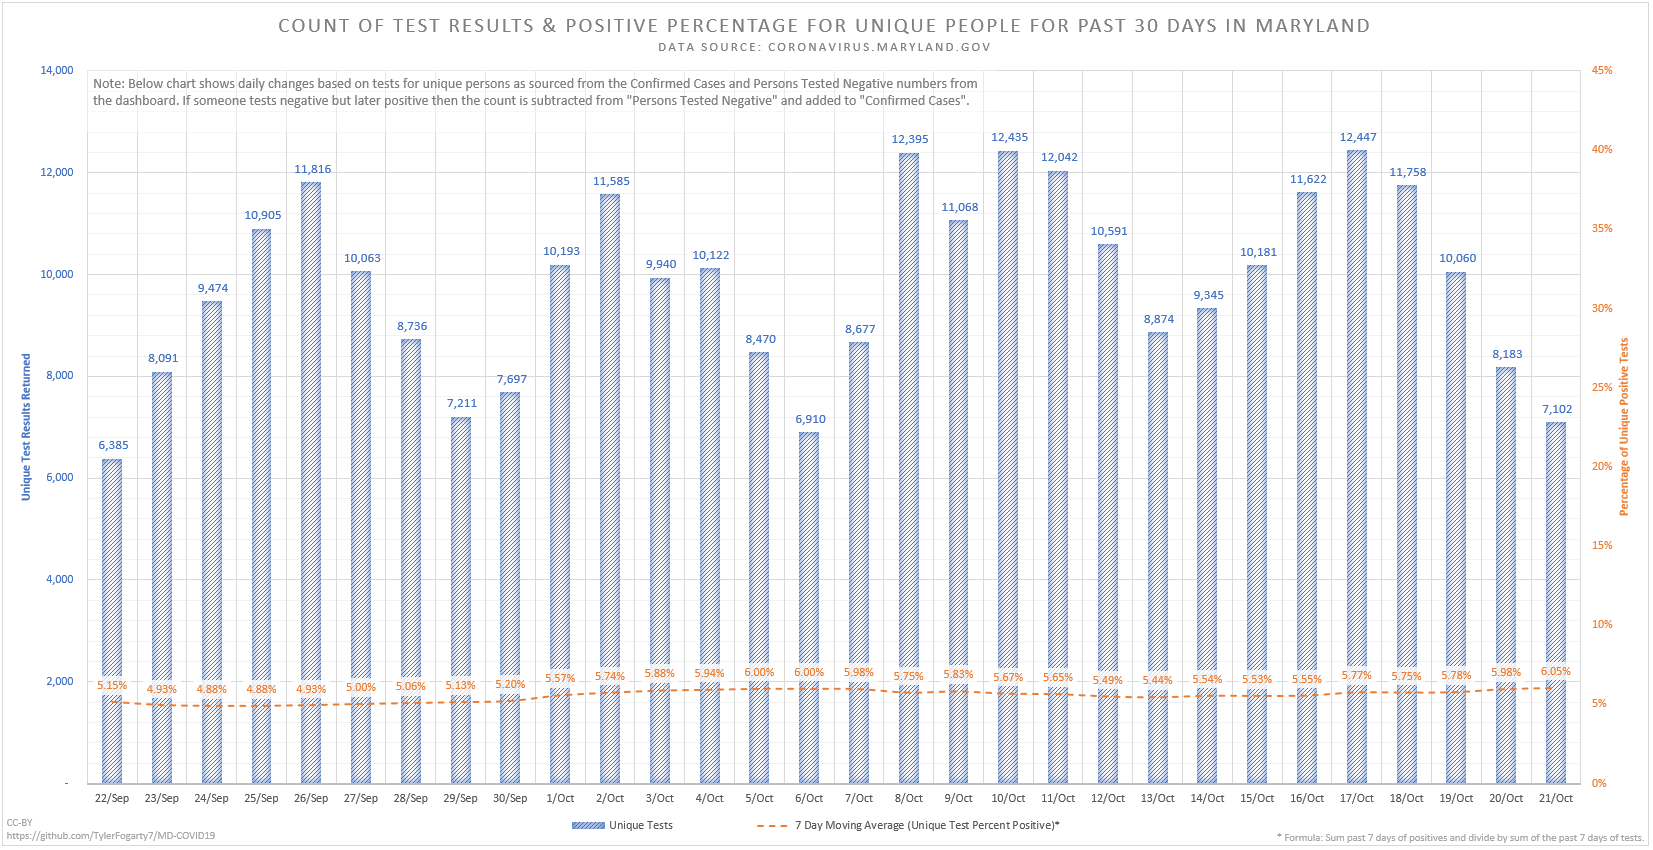 COUNT OF TEST RESULTS & POSITIVE PERCENTAGE FOR UNIQUE PEOPLE FOR PAST 30 DAYS IN MARYLAND
DATA SOURCE: CORONAVIRUS.MARYLAND.GOV
Note: Below chart shows daily changes based on tests for unique persons as sourced from the Confirmed Cases and Persons Tested Negative numbers from
the dashboard. If someone tests negative but later positive then the count is subtracted from "Persons Tested Negative" and added to "Confirmed Cases".
Unique Test Results Returned
14,000
12,000
10,000
8,000
6,000
4,000
2,000
-
6,385
8,091
9,474
10,905
11,816
10,063
8,736
7,211
7,697
10,193
11,585
9,940
10,122
8,470
6,910
8,677
12,395
11,068
12,435
12,042
10,591
8,874
9,345
10,181
11,622
12,447
11,758
10,060
8,183
7,102
5.15%
4.93%
4.88%
4.88%
4.93%
5.00%
5.06%
5.13%
5.20%
5.57%
5.74%
5.88%
5.94%
6.00%
6.00%
5.98%
5.75%
5.83%
5.67%
5.65%
5.49%
5.44%
5.54%
5.53%
5.55%
5.77%
5.75%
5.78%
5.98%
6.05%
45%
40%
35%
30%
25%
20%
15%
10%
5%
0%
Percentage of Unique Positive Tests
22/Sep
23/Sep
24/Sep
25/Sep
26/Sep
27/Sep
28/Sep
29/Sep
30/Sep
1/Oct
2/Oct
3/Oct
4/Oct
5/Oct
6/Oct
7/Oct
8/Oct
9/Oct
10/Oct
11/Oct
12/Oct
13/Oct
14/Oct
15/Oct
16/Oct
17/Oct
18/Oct
19/Oct
20/Oct
21/Oct
Unique Tests
7 Day Moving Average (Unique Test Percent Positive)*
CC-BY
https://github.com/TylerFogarty7/MD-COVID19
* Formula: Sum past 7 days of positives and divide by sum of the past 7 days of tests.